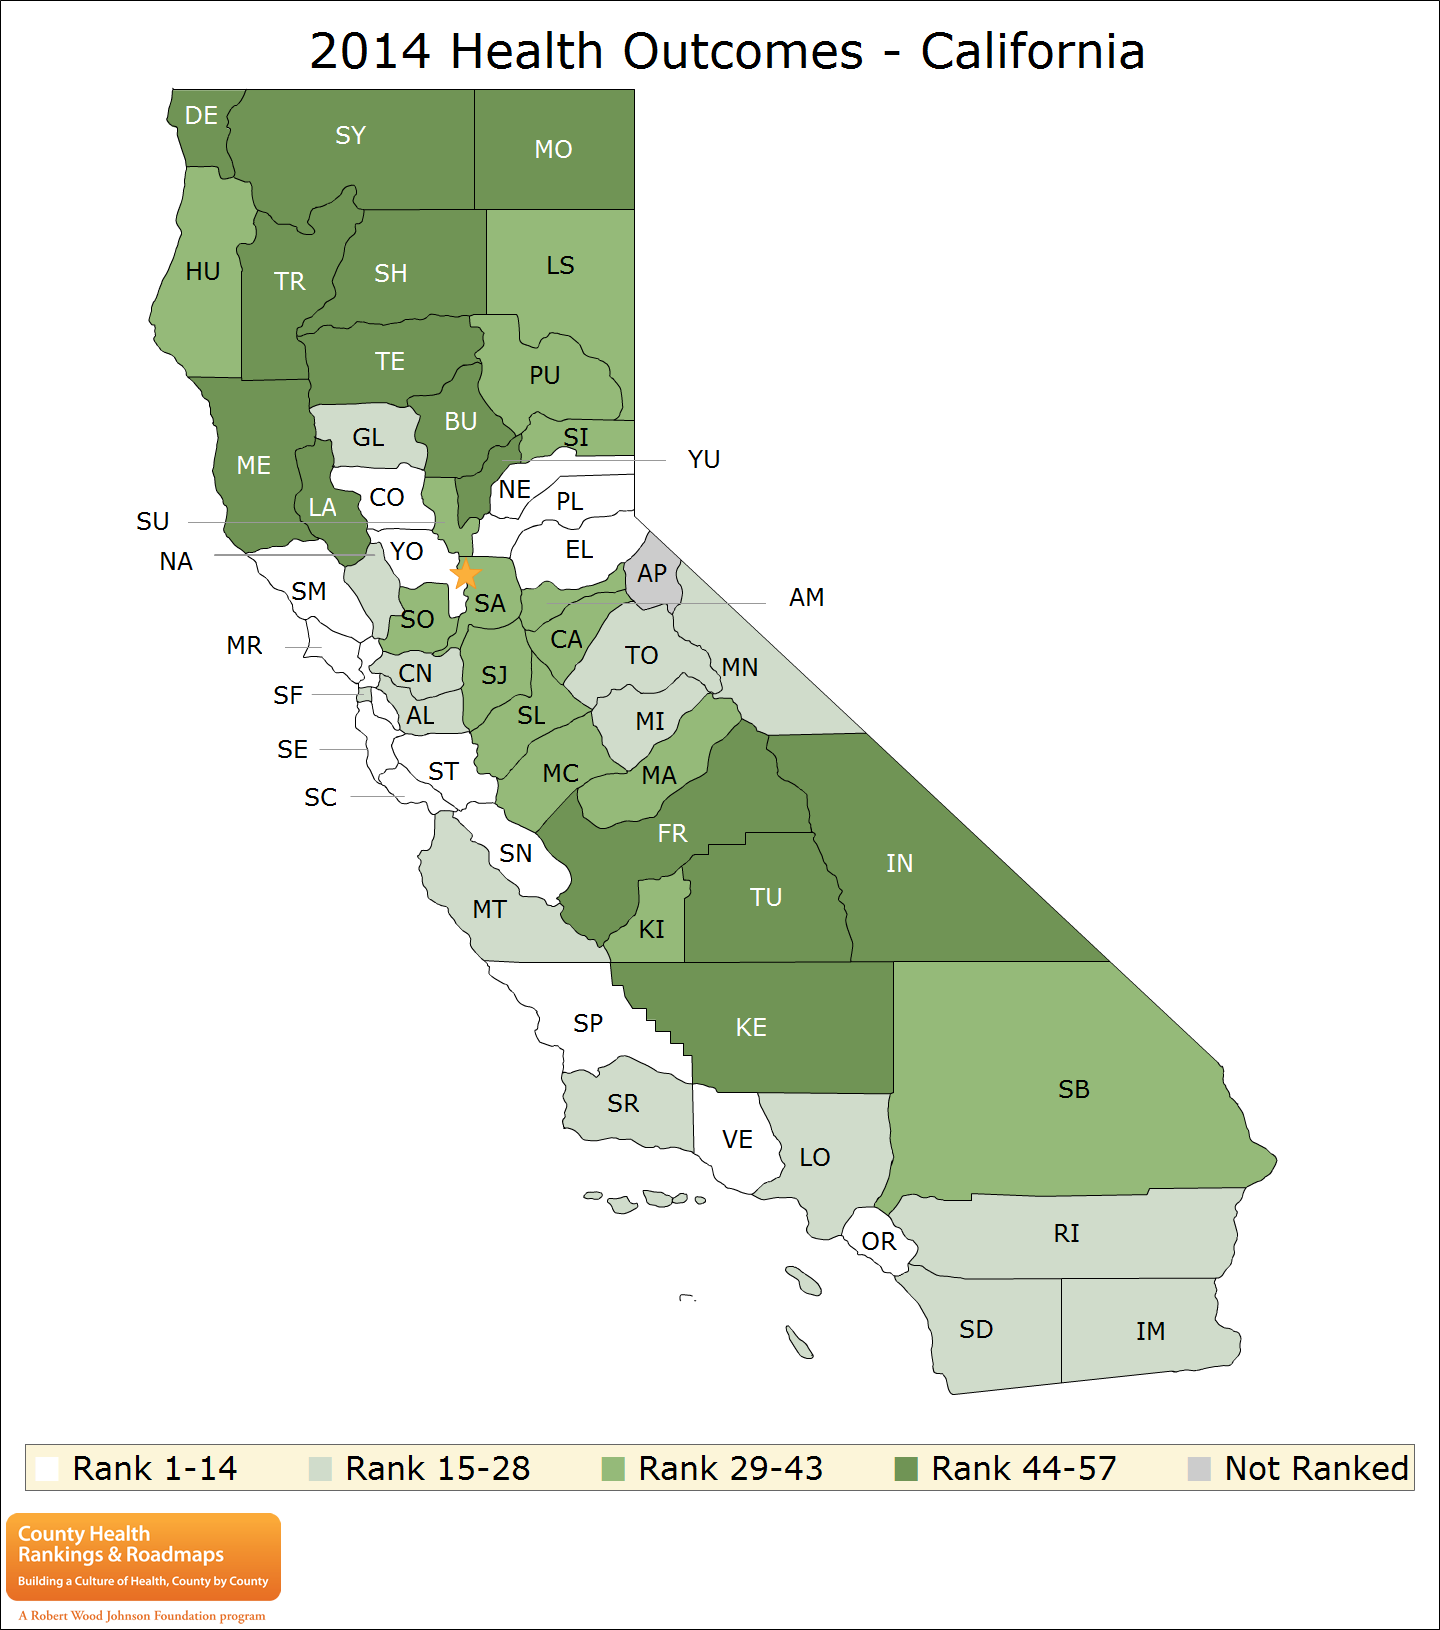 2014 Health Outcomes - California
DE
SY
MO
HU
TR
SH
LS
TE
PU
BU
GL
SI
ME
YU
NE
CO
PL
LA
SU
YO
EL
NA
AP
SM
AM
SA
SO
CA
MR
TO
MN
CN
SJ
SF
AL
SL
MI
SE
ST
MC
MA
SC
FR
SN
IN
TU
MT
KI
SP
KE
SB
SR
VE
LO
RI
OR
SD
IM
Rank 1-14 Rank 15-28 Rank 29-43 Rank 44-57 Not Ranked
County Health
Rankings & Roadmaps
Building a Culture of Health, County by County
A Robert Wood Johnson Foundation program